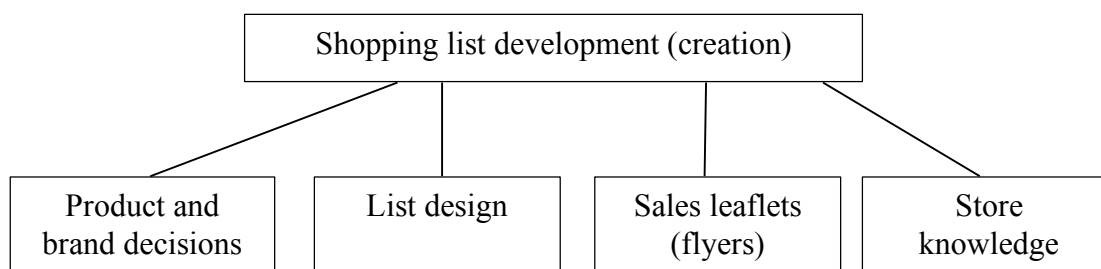 Shopping list development (creation)
Product and
brand decisions
List design
Sales leaflets
(flyers)
Store
knowledge